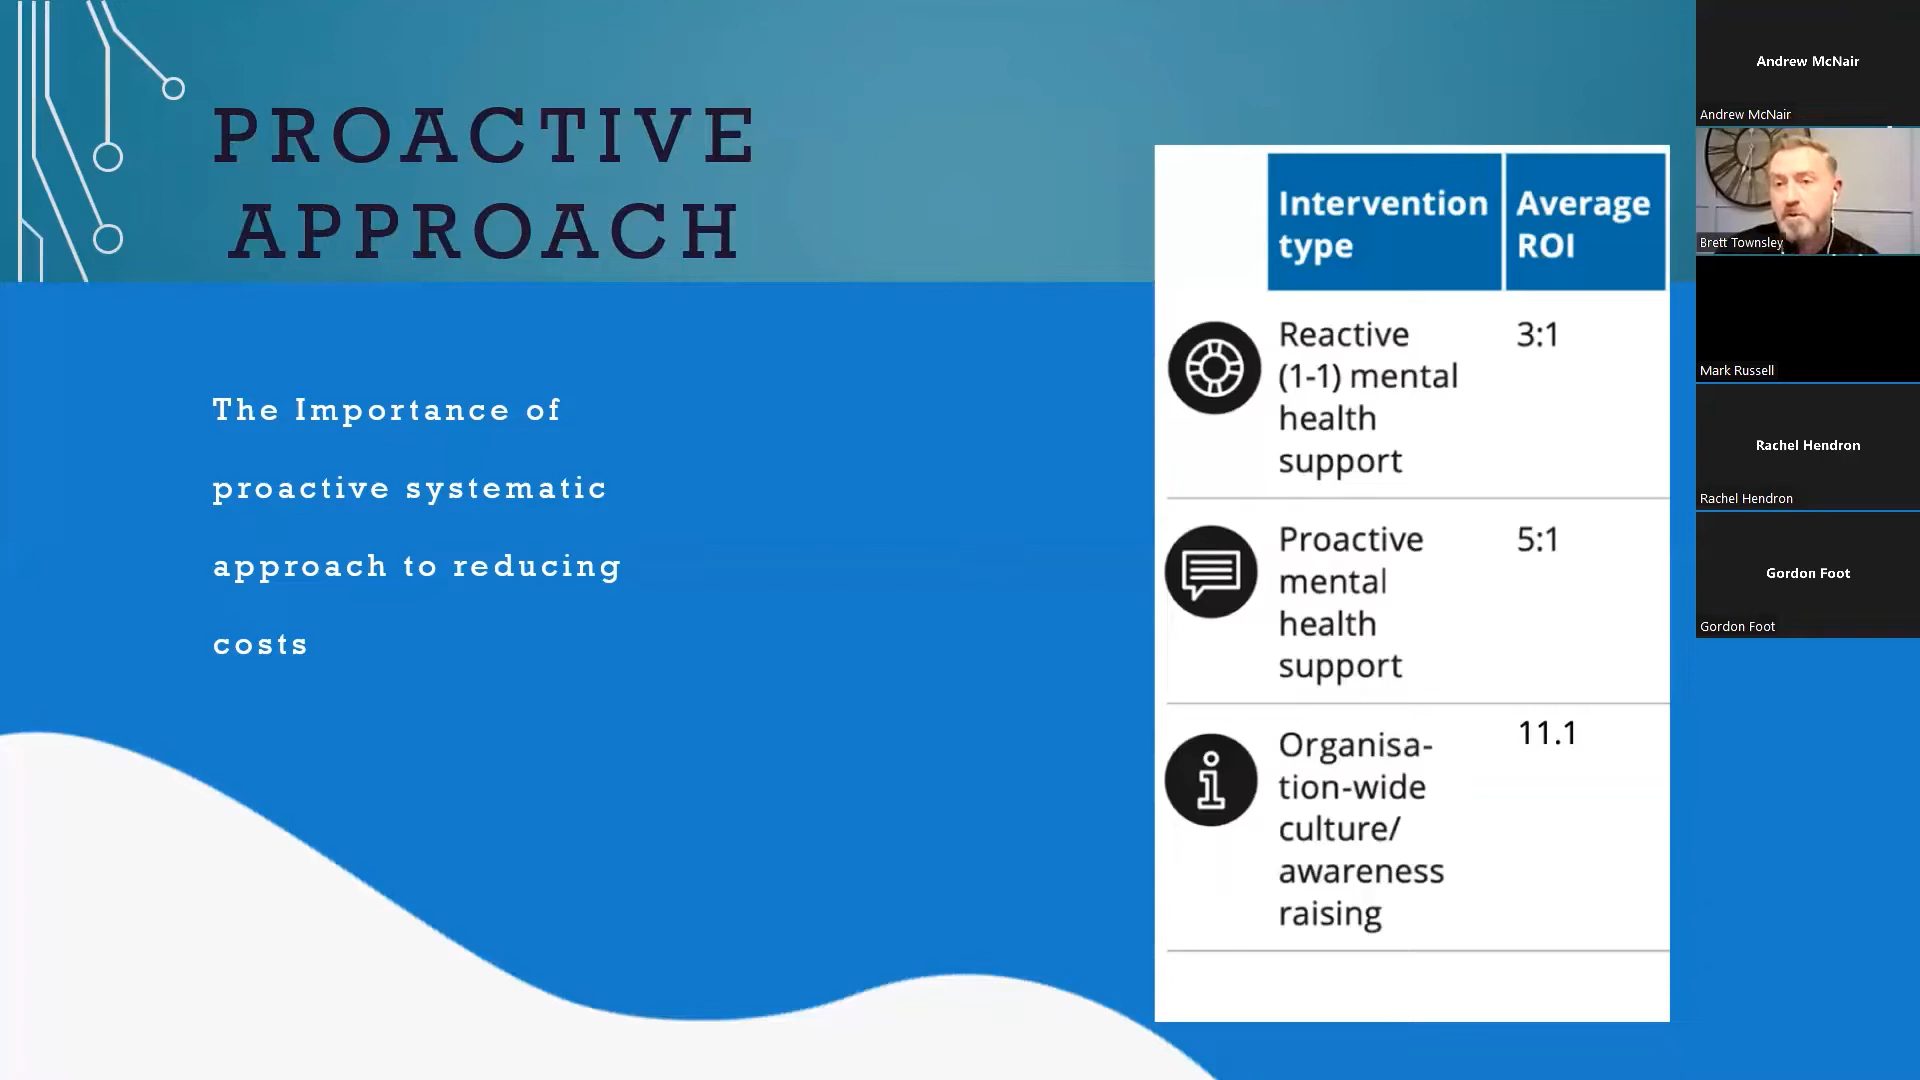 PROACTIVE
APPROACH
The Importance of
proactive systematic
approach to reducing
costs
Intervention
type
Average
ROI
Reactive
(1-1) mental
health
support
3:1
Proactive
mental
health
support
5:1
Organisa-
tion-wide
culture/
awareness
raising
11.1
Andrew McNair
Andrew McNair
Brett Townsley
Mark Russell
Rachel Hendron
Rachel Hendron
Gordon Foot
Gordon Foot